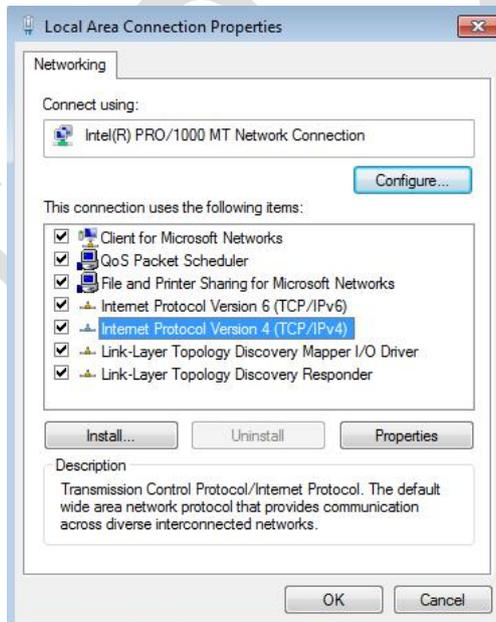 Local Area Connection Properties
Networking
Connect using:
Intel(R) PRO/1000 MT Network Connection
Configure...
This connection uses the following items:
Client for Microsoft Networks
QoS Packet Scheduler
File and Printer Sharing for Microsoft Networks
Internet Protocol Version 6 (TCP/IPv6)
Internet Protocol Version 4 (TCP/IPv4)
Link-Layer Topology Discovery Mapper I/O Driver
Link-Layer Topology Discovery Responder
Install...
Uninstall
Properties
Description
Transmission Control Protocol/Internet Protocol. The default
wide area network protocol that provides communication
across diverse interconnected networks.
OK
Cancel